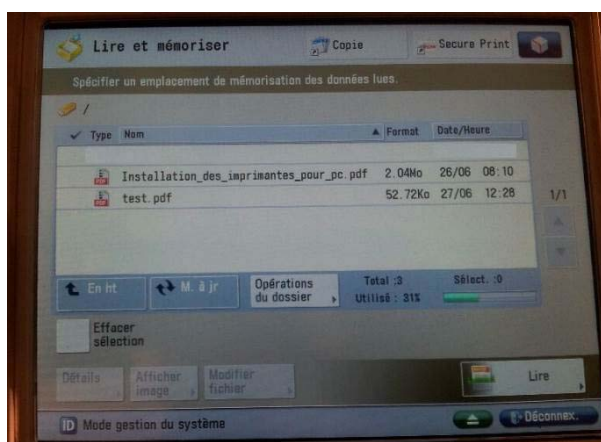 Lire et mémoriser Copie Secure Print
Spécifier un emplacement de mémorisation des données lues.
/
Type Nom Format Date/Heure
Installation_des_imprimantes_pour_pc.pdf 2.04Mo 26/06 08:10
test.pdf 52.72Ko 27/06 12:28
1/1
En ht M. à jr Opérations du dossier Total :3 Sélect. :0
Utilisé : 31%
Effacer
sélection
Détails Afficher image Modifier fichier Lire
ID Mode gestion du système Déconnex.